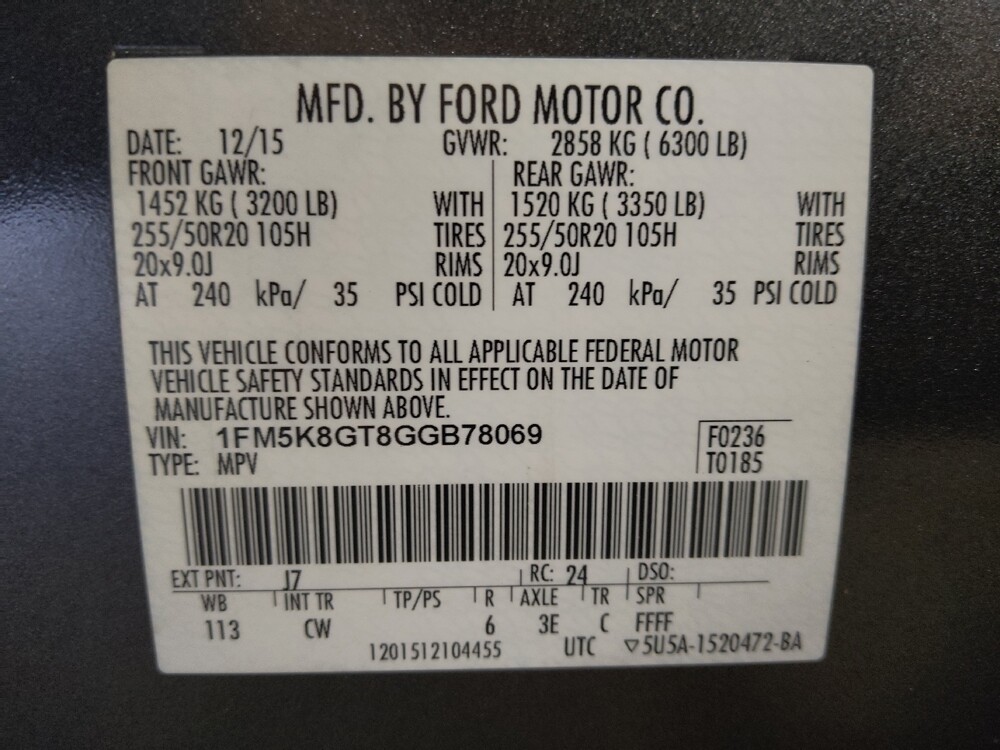 MFD. BY FORD MOTOR CO.
DATE: 12/15 GVWR: 2858 KG ( 6300 LB)
FRONT GAWR: REAR GAWR:
1452 KG ( 3200 LB) WITH 1520 KG ( 3350 LB) WITH
255/50R20 105H TIRES 255/50R20 105H TIRES
20x9.0J RIMS 20x9.0J RIMS
AT 240 kPa/ 35 PSI COLD AT 240 kPa/ 35 PSI COLD
THIS VEHICLE CONFORMS TO ALL APPLICABLE FEDERAL MOTOR
VEHICLE SAFETY STANDARDS IN EFFECT ON THE DATE OF
MANUFACTURE SHOWN ABOVE.
VIN: 1FM5K8GT8GGB78069 F0236
TYPE: MPV T0185
EXT PNT: J7 RC: 24 DSO:
WB INT TR TP/PS R AXLE TR SPR
113 CW 6 3E C FFFF
1201512104455 UTC ▽5U5A-1520472-BA